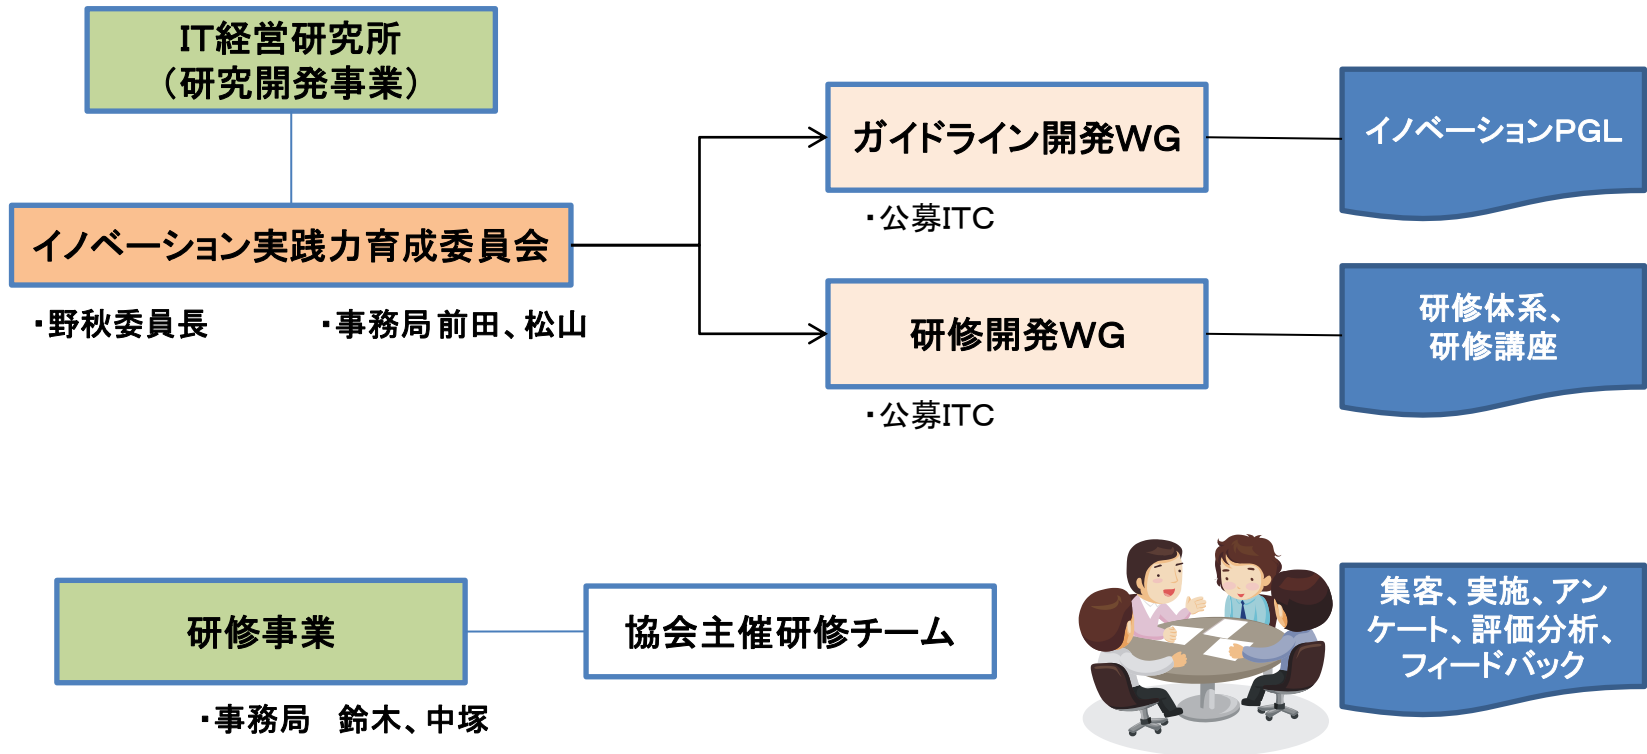 IT経営研究所
（研究開発事業）
イノベーション実践力育成委員会
・野秋委員長
・事務局 前田、松山
ガイドライン開発ＷＧ
・公募ITC
研修開発ＷＧ
・公募ITC
イノベーションＰＧＬ
研修体系、
研修講座
研修事業
・事務局　鈴木、中塚
協会主催研修チーム
集客、実施、アン
ケート、評価分析、
フィードバック